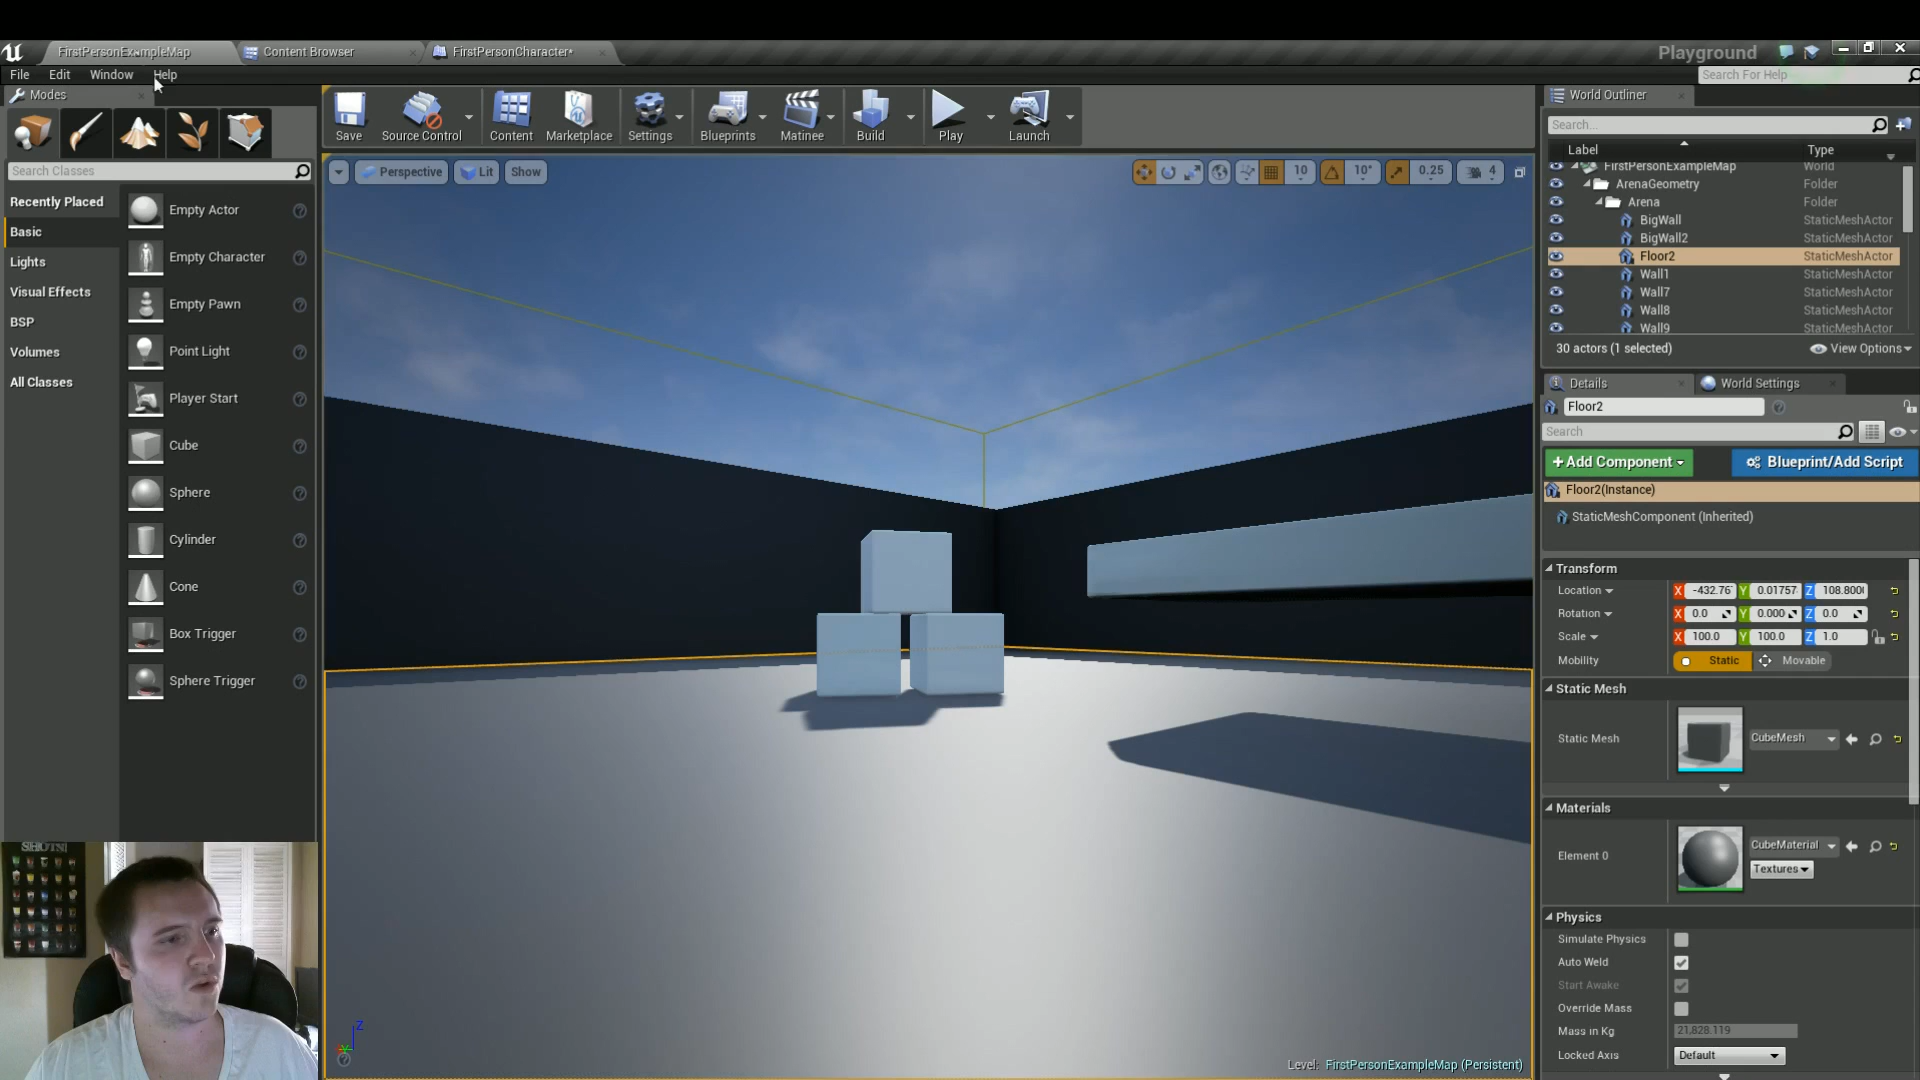 FirstPersonExampleMap
Content Browser
FirstPersonCharacter*
Playground
File Edit Window Help
Search For Help
Modes
Save
Source Control
Content
Marketplace
Settings
Blueprints
Matinee
Build
Play
Launch
Search Classes
Perspective
Lit
Show
10
10°
0.25
4
Recently Placed
Basic
Lights
Visual Effects
BSP
Volumes
All Classes
Empty Actor
Empty Character
Empty Pawn
Point Light
Player Start
Cube
Sphere
Cylinder
Cone
Box Trigger
Sphere Trigger
SHOTN!
Z
Level: FirstPersonExampleMap (Persistent)
World Outliner
Search...
Label Type
FirstPersonExampleMap World
ArenaGeometry Folder
Arena Folder
BigWall StaticMeshActor
BigWall2 StaticMeshActor
Floor2 StaticMeshActor
Wall1 StaticMeshActor
Wall7 StaticMeshActor
Wall8 StaticMeshActor
Wall9 StaticMeshActor
30 actors (1 selected) View Options
Details
World Settings
Floor2
Search
+Add Component
Blueprint/Add Script
Floor2(Instance)
StaticMeshComponent (Inherited)
Transform
Location X -432.76 Y 0.01757 Z 108.800
Rotation X 0.0 Y 0.000 Z 0.0
Scale X 100.0 Y 100.0 Z 1.0
Mobility Static Movable
Static Mesh
Static Mesh CubeMesh
Materials
Element 0 CubeMaterial
Textures
Physics
Simulate Physics
Auto Weld
Start Awake
Override Mass
Mass in Kg 21,828.119
Locked Axis Default